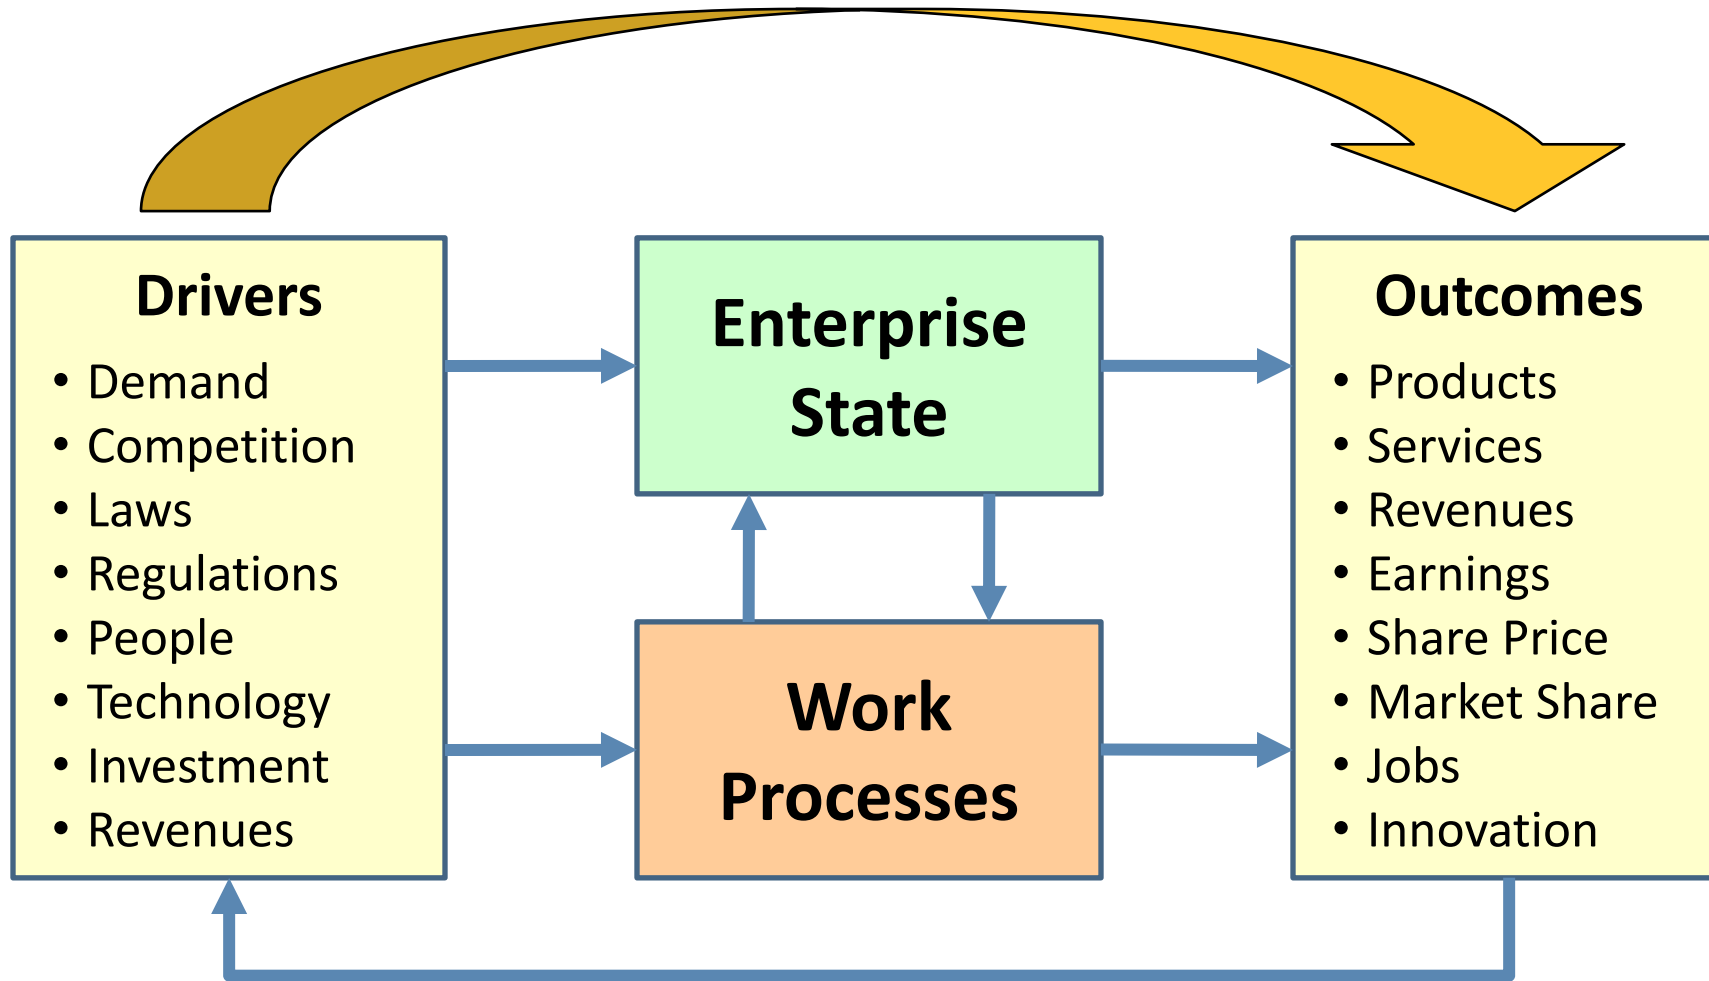 Drivers
• Demand
• Competition
• Laws
• Regulations
• People
• Technology
• Investment
• Revenues
Enterprise
State
Work
Processes
Outcomes
• Products
• Services
• Revenues
• Earnings
• Share Price
• Market Share
• Jobs
• Innovation